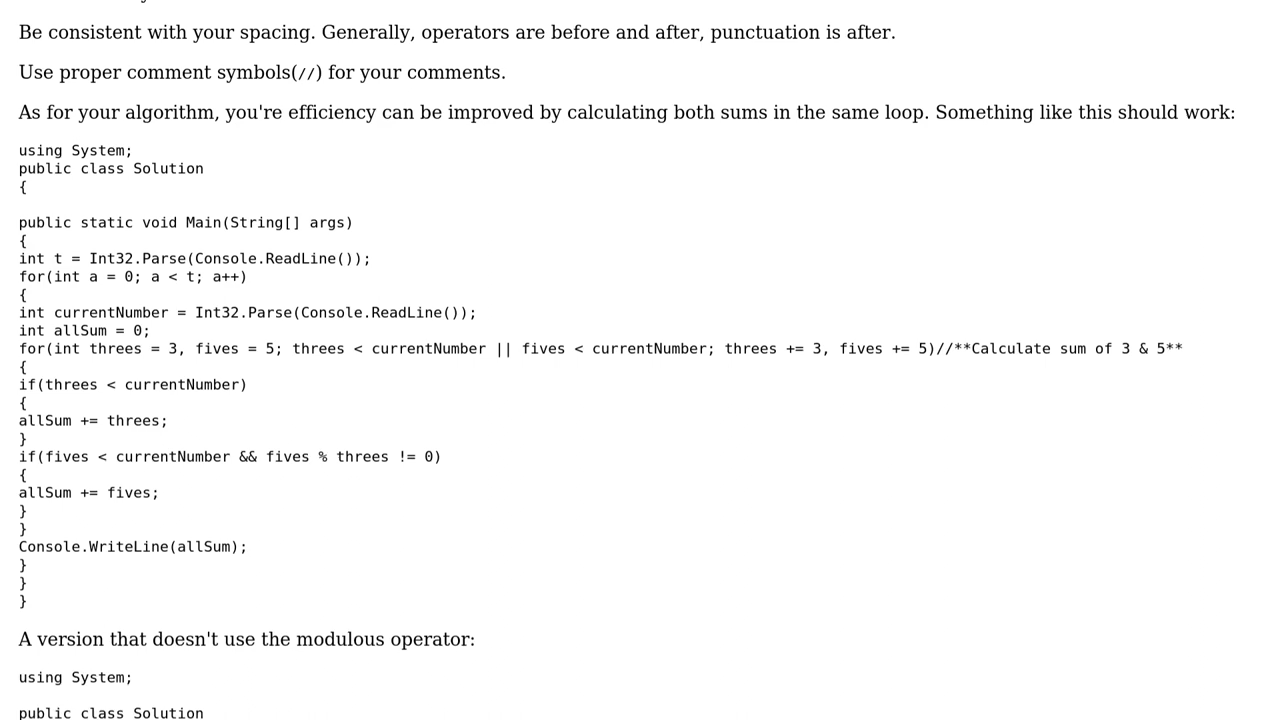 Be consistent with your spacing. Generally, operators are before and after, punctuation is after.
Use proper comment symbols(//) for your comments.
As for your algorithm, you're efficiency can be improved by calculating both sums in the same loop. Something like this should work:
using System;
public class Solution
{
public static void Main(String[] args)
{
int t = Int32.Parse(Console.ReadLine());
for(int a = 0; a < t; a++)
{
int currentNumber = Int32.Parse(Console.ReadLine());
int allSum = 0;
for(int threes = 3, fives = 5; threes < currentNumber || fives < currentNumber; threes += 3, fives += 5)//**Calculate sum of 3 & 5**
{
if(threes < currentNumber)
{
allSum += threes;
}
if(fives < currentNumber && fives % threes != 0)
{
allSum += fives;
}
}
Console.WriteLine(allSum);
}
}
}
A version that doesn't use the modulous operator:
using System;
public class Solution